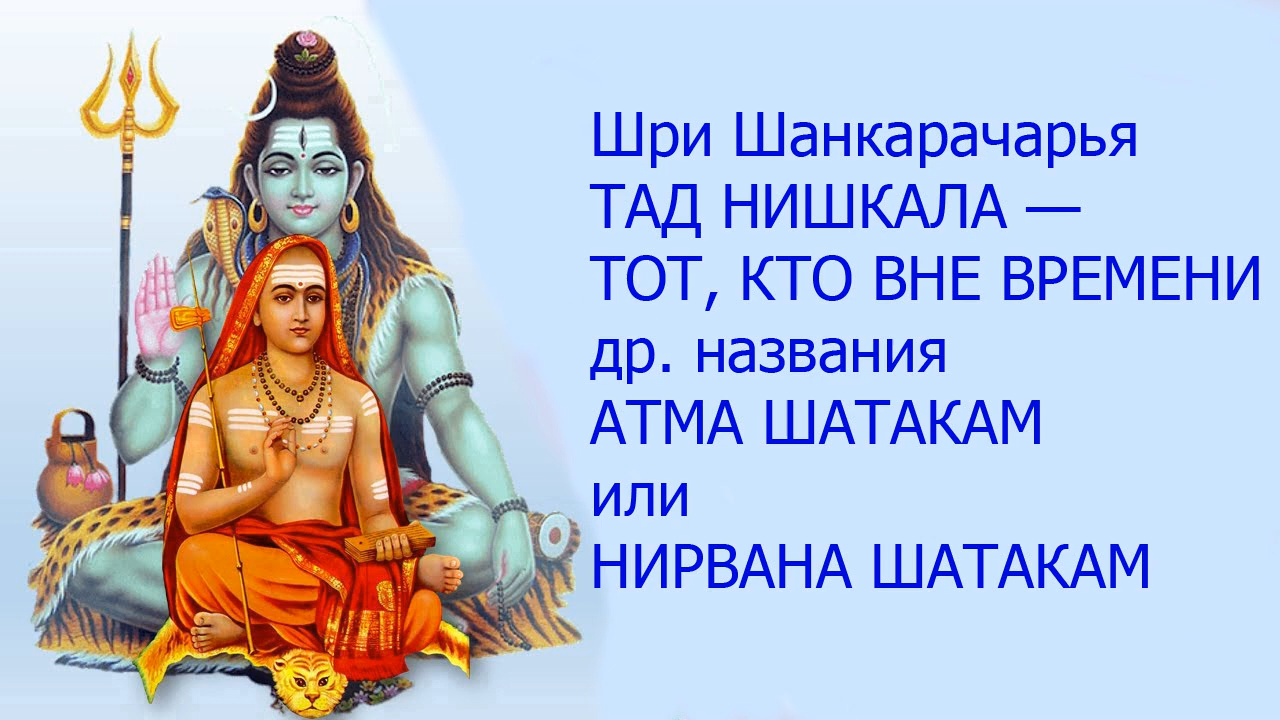 Шри Шанкарачарья
ТАД НИШКАЛА —
ТОТ, КТО ВНЕ ВРЕМЕНИ
др. названия
АТМА ШАТАКАМ
или
НИРВАНА ШАТАКАМ